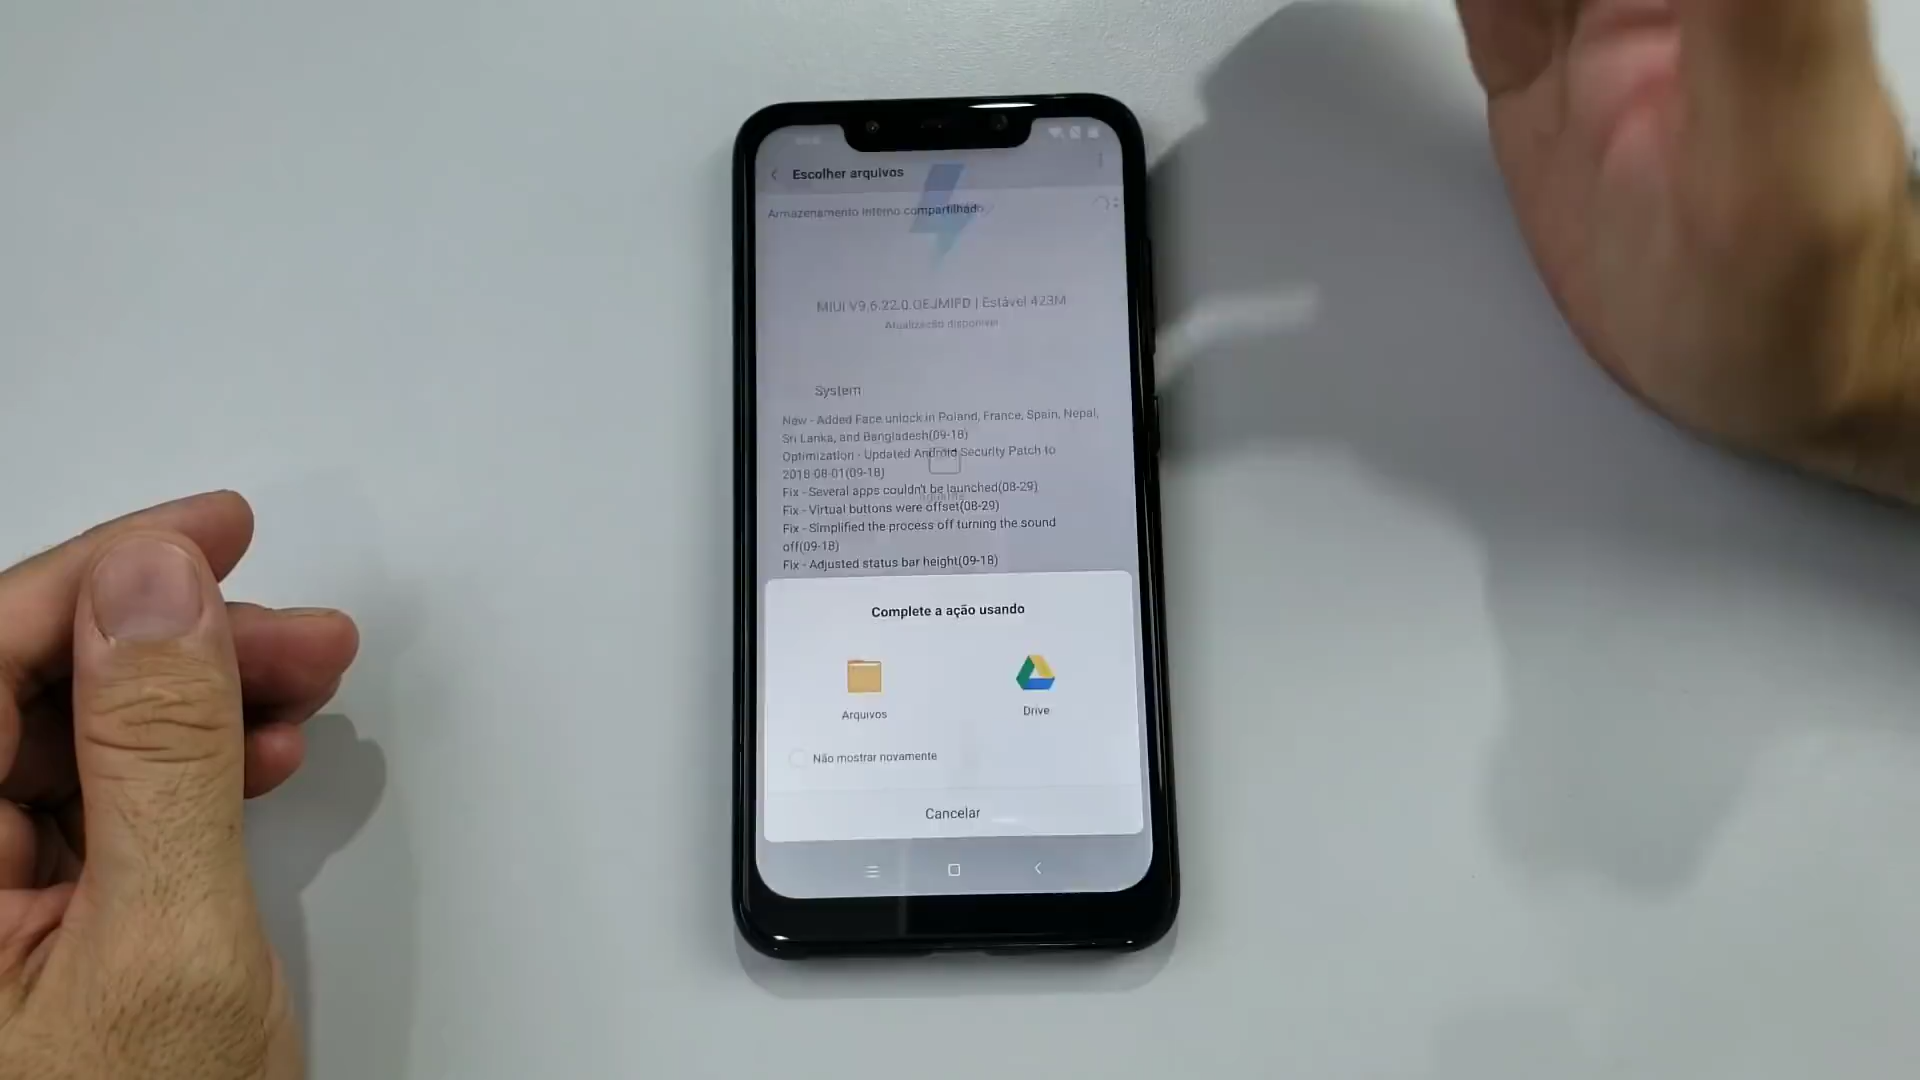 Escolher arquivos
Armazenamento interno compartilhado
MIUI V9.6.22.0.OEJMIFD | Estável 423M
Atualização disponível
System
New - Added Face unlock in Poland, France, Spain, Nepal,
Sri Lanka, and Bangladesh(09-18)
Optimization - Updated Android Security Patch to
2018-08-01(09-18)
Fix - Several apps couldn't be launched(08-29)
Fix - Virtual buttons were offset(08-29)
Fix - Simplified the process off turning the sound
off(09-18)
Fix - Adjusted status bar height(09-18)
Complete a ação usando
Arquivos
Drive
Não mostrar novamente
Cancelar